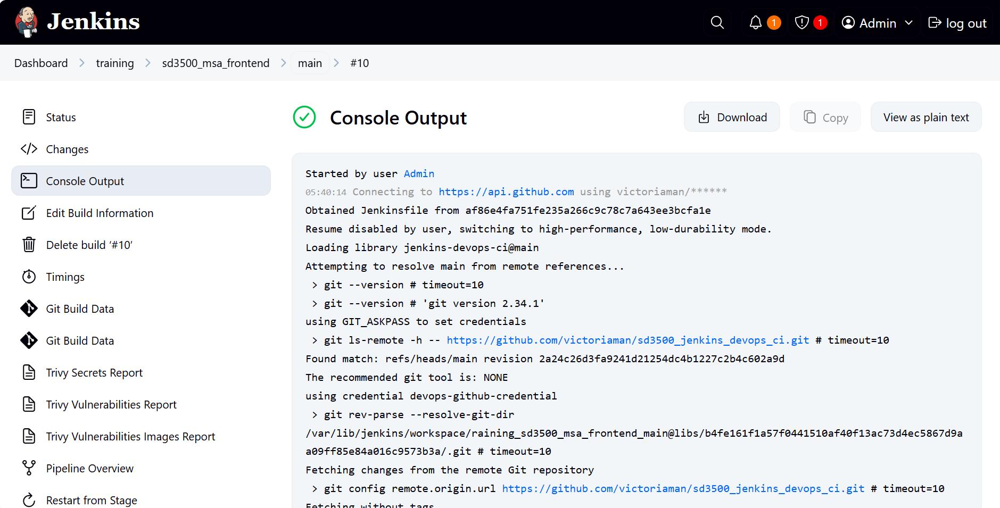 Jenkins
1
1
Admin
log out
Dashboard
training
sd3500_msa_frontend
main
#10
Status
Changes
Console Output
Edit Build Information
Delete build ‘#10’
Timings
Git Build Data
Git Build Data
Trivy Secrets Report
Trivy Vulnerabilities Report
Trivy Vulnerabilities Images Report
Pipeline Overview
Restart from Stage
Console Output
Download
Copy
View as plain text
Started by user Admin
05:40:14 Connecting to https://api.github.com using victoriaman/******
Obtained Jenkinsfile from af86e4fa751fe235a266c9c78c7a643ee3bcfa1e
Resume disabled by user, switching to high-performance, low-durability mode.
Loading library jenkins-devops-ci@main
Attempting to resolve main from remote references...
> git --version # timeout=10
> git --version # 'git version 2.34.1'
using GIT_ASKPASS to set credentials
> git ls-remote -h -- https://github.com/victoriaman/sd3500_jenkins_devops_ci.git # timeout=10
Found match: refs/heads/main revision 2a24c26d3fa9241d21254dc4b1227c2b4c602a9d
The recommended git tool is: NONE
using credential devops-github-credential
> git rev-parse --resolve-git-dir
/var/lib/jenkins/workspace/raining_sd3500_msa_frontend_main@libs/b4fe161f1a57f0441510af40f13ac73d4ec5867d9a
a09ff85e84a016c9573b3a/.git # timeout=10
Fetching changes from the remote Git repository
> git config remote.origin.url https://github.com/victoriaman/sd3500_jenkins_devops_ci.git # timeout=10
Fetching without tags